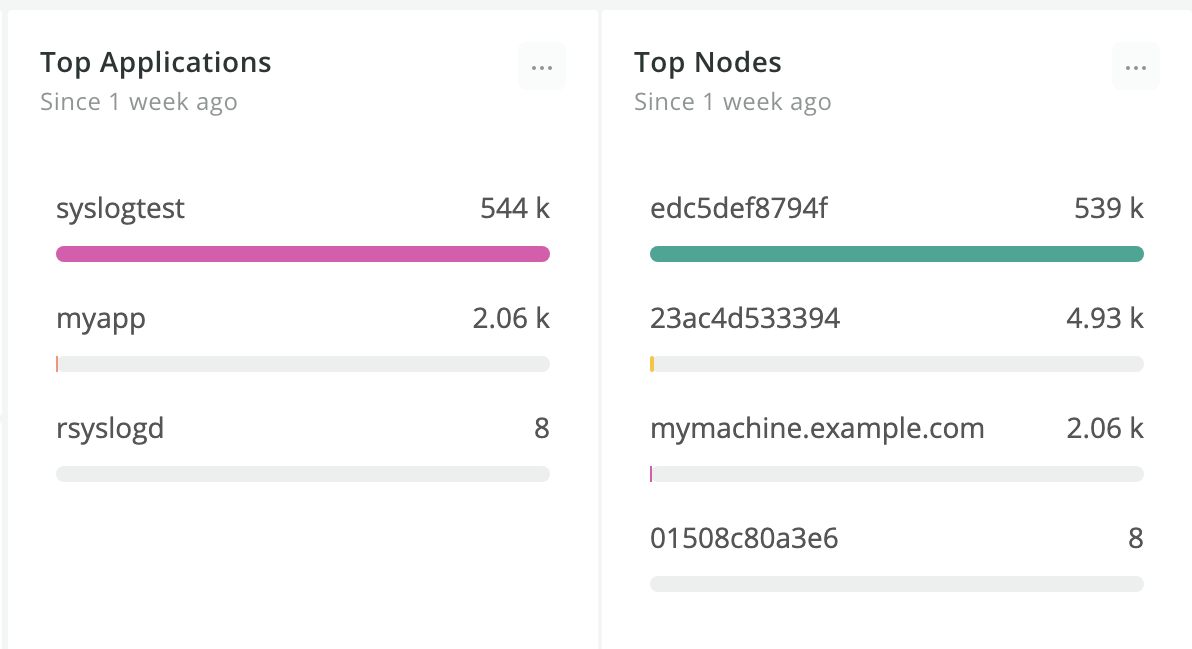 Top Applications
...
Since 1 week ago
syslogtest 544 k
myapp 2.06 k
rsyslogd 8
Top Nodes
...
Since 1 week ago
edc5def8794f 539 k
23ac4d533394 4.93 k
mymachine.example.com 2.06 k
01508c80a3e6 8